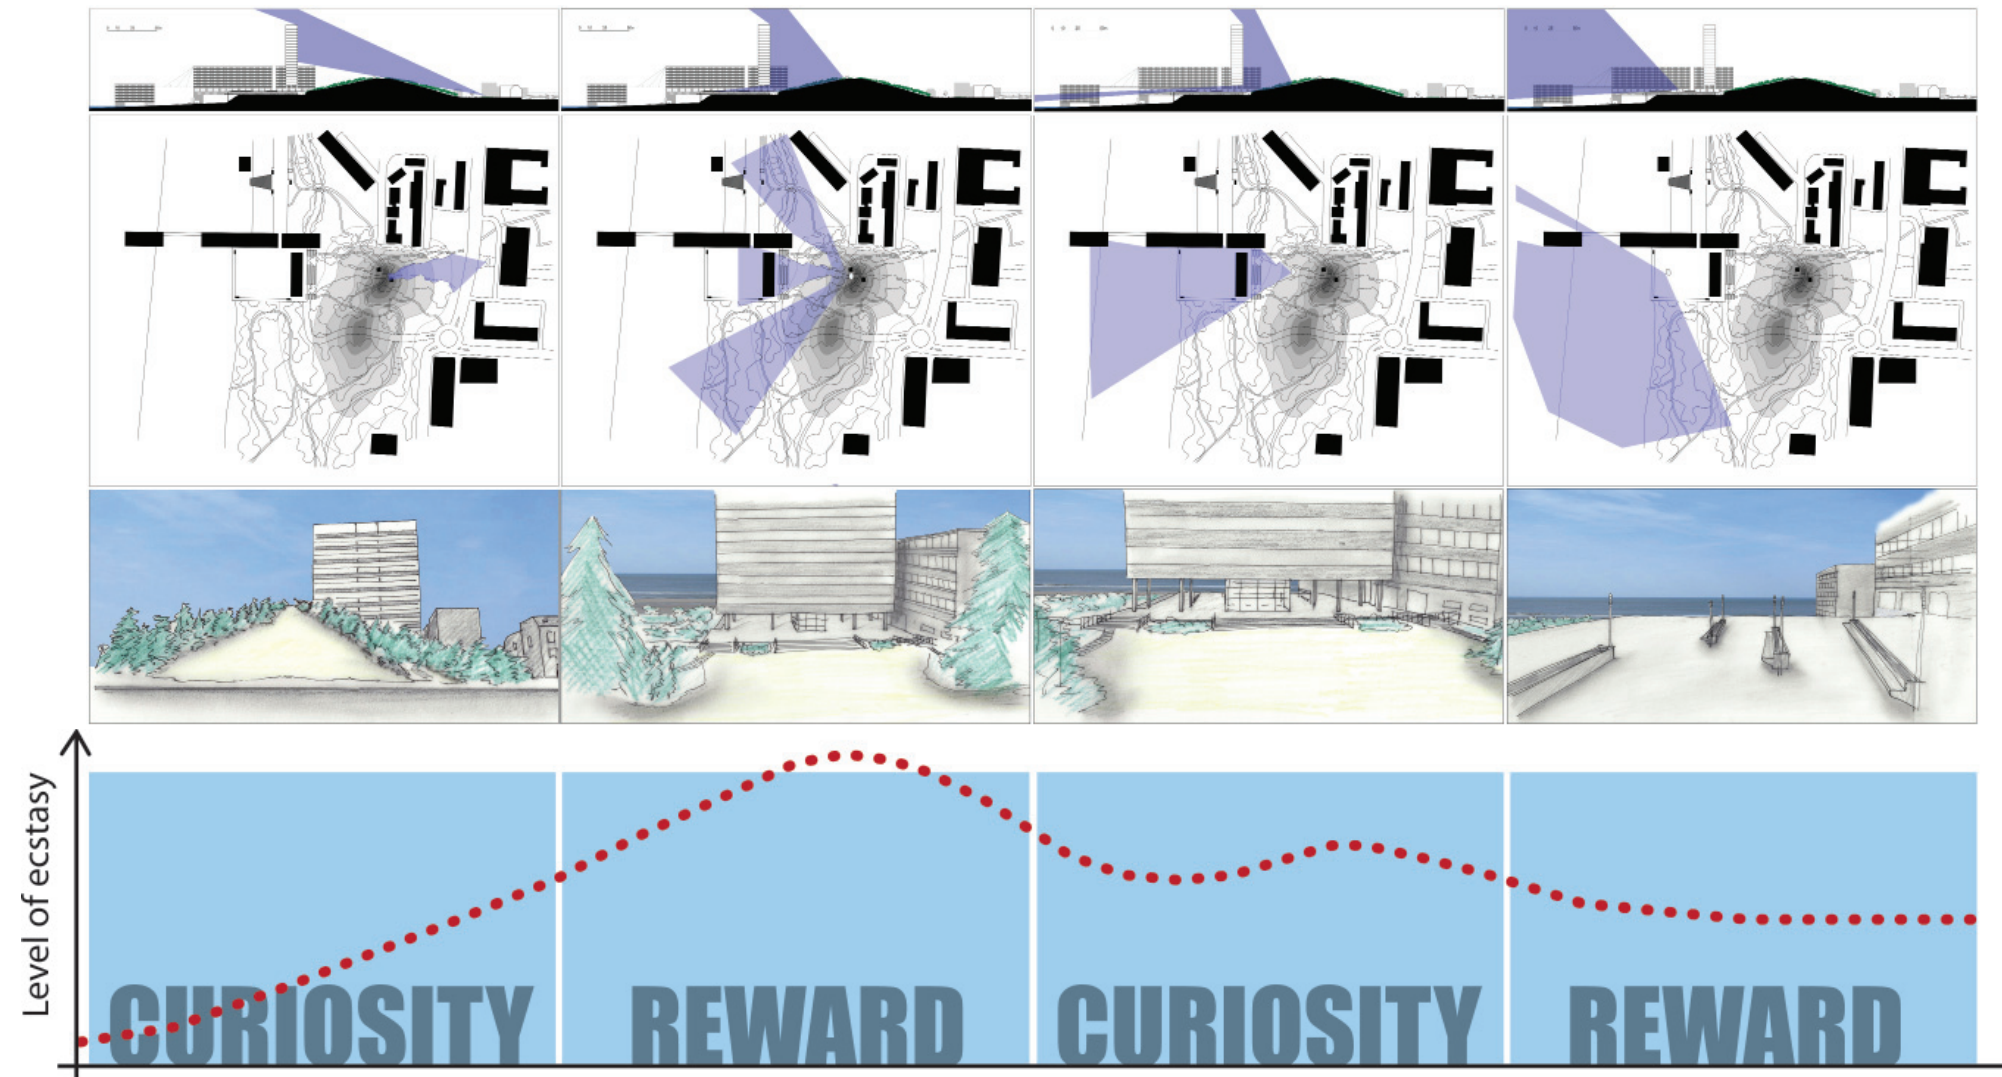 Level of ecstasy
CURIOSITY
REWARD
CURIOSITY
REWARD